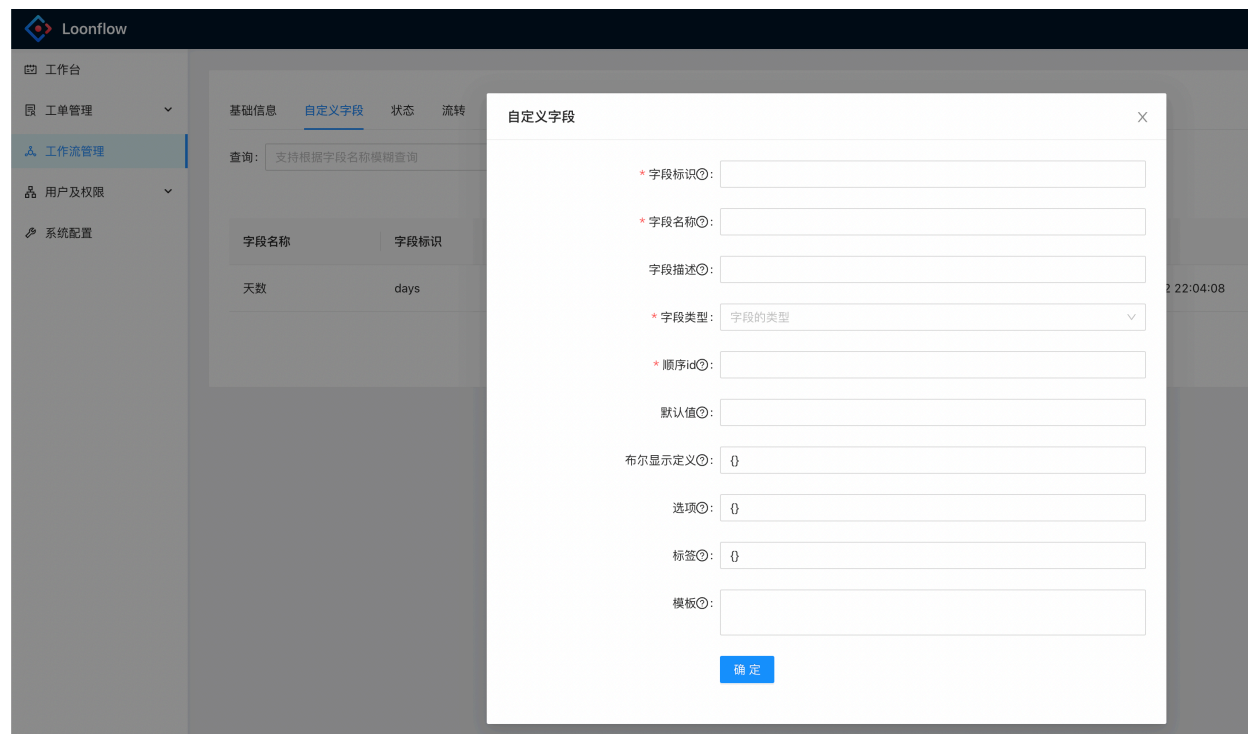 Loonflow
工作台
工单管理
工作流管理
用户及权限
系统配置
基础信息 自定义字段 状态 流转
查询: 支持根据字段名称模糊查询
字段名称 字段标识
天数 days 2 22:04:08
自定义字段
* 字段标识?:
* 字段名称?:
字段描述?:
* 字段类型: 字段的类型
* 顺序id?:
默认值?:
布尔显示定义?: {}
选项?: {}
标签?: {}
模板?:
确 定